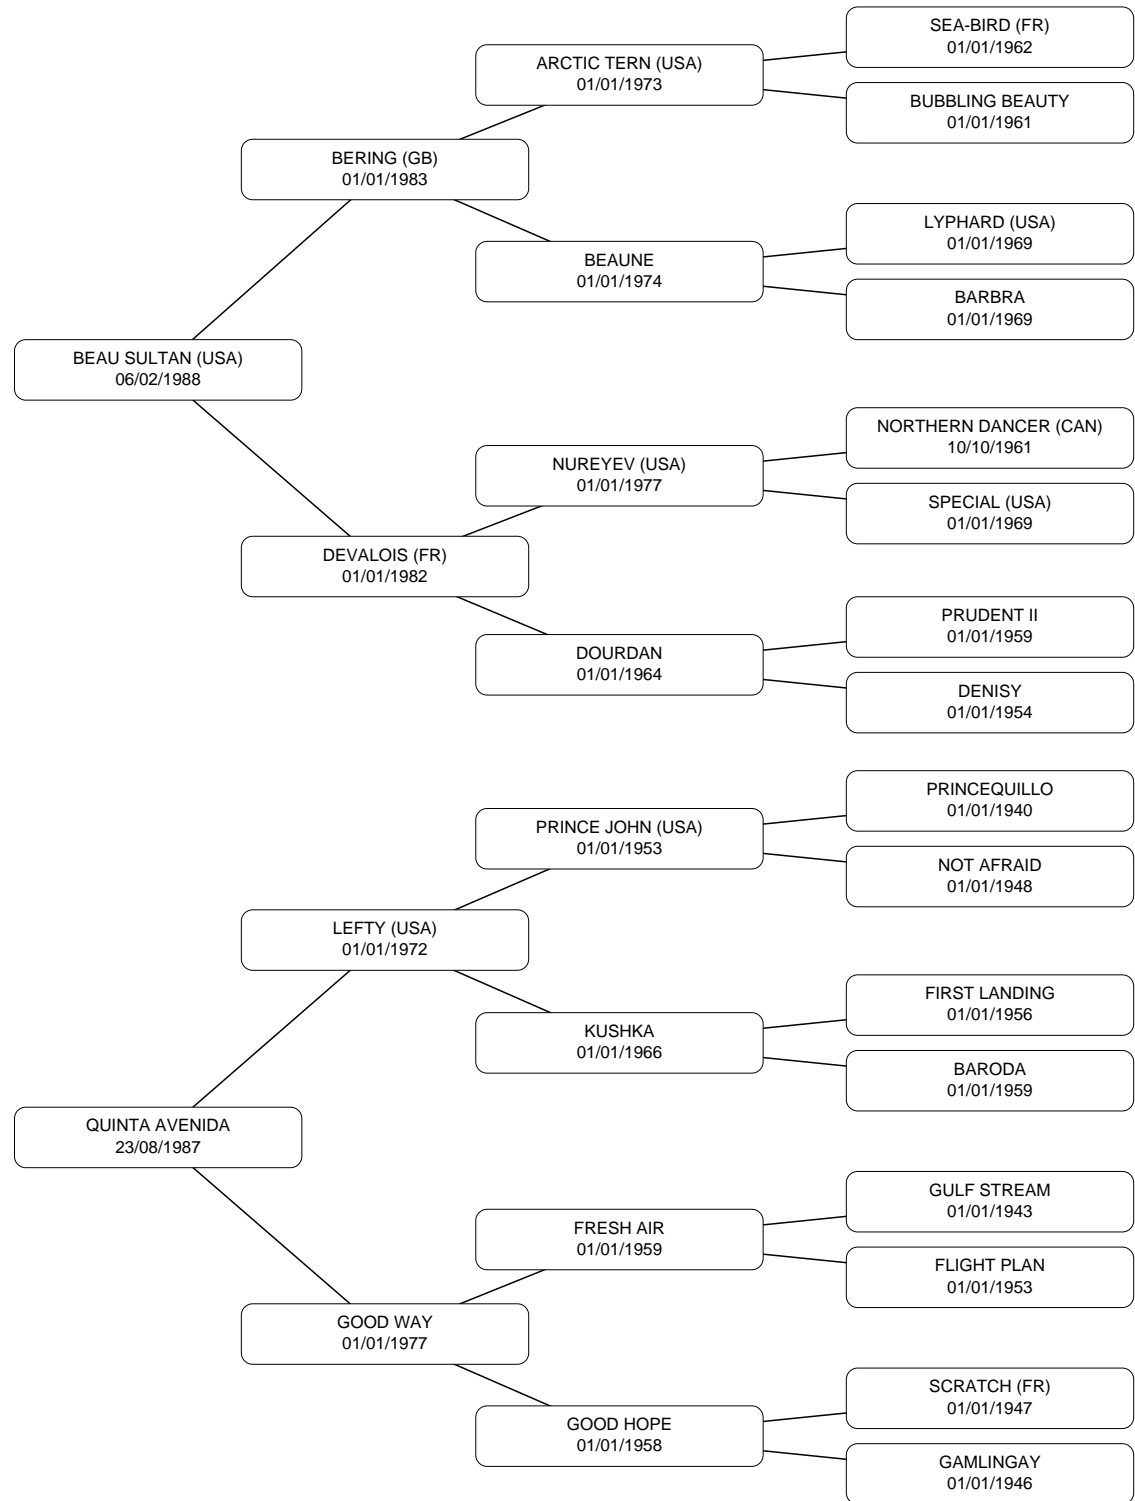 SEA-BIRD (FR)
01/01/1962
ARCTIC TERN (USA)
01/01/1973
BUBBLING BEAUTY
01/01/1961
BERING (GB)
01/01/1983
LYPHARD (USA)
01/01/1969
BEAUNE
01/01/1974
BARBRA
01/01/1969
BEAU SULTAN (USA)
06/02/1988
NORTHERN DANCER (CAN)
10/10/1961
NUREYEV (USA)
01/01/1977
SPECIAL (USA)
01/01/1969
DEVALOIS (FR)
01/01/1982
PRUDENT II
01/01/1959
DOURDAN
01/01/1964
DENISY
01/01/1954
PRINCEQUILLO
01/01/1940
PRINCE JOHN (USA)
01/01/1953
NOT AFRAID
01/01/1948
LEFTY (USA)
01/01/1972
FIRST LANDING
01/01/1956
KUSHKA
01/01/1966
BARODA
01/01/1959
QUINTA AVENIDA
23/08/1987
GULF STREAM
01/01/1943
FRESH AIR
01/01/1959
FLIGHT PLAN
01/01/1953
GOOD WAY
01/01/1977
SCRATCH (FR)
01/01/1947
GOOD HOPE
01/01/1958
GAMLINGAY
01/01/1946